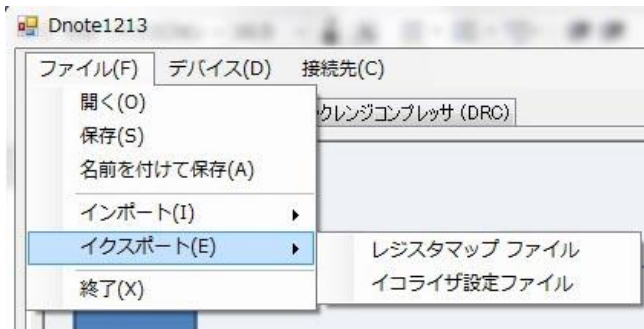 Dnote1213
ファイル(F) デバイス(D) 接続先(C)
開く(O)
クレンジコンプレッサ (DRC)
保存(S)
名前を付けて保存(A)
インポート(I)
イクスポート(E)
レジスタマップ ファイル
イコライザ設定ファイル
終了(X)